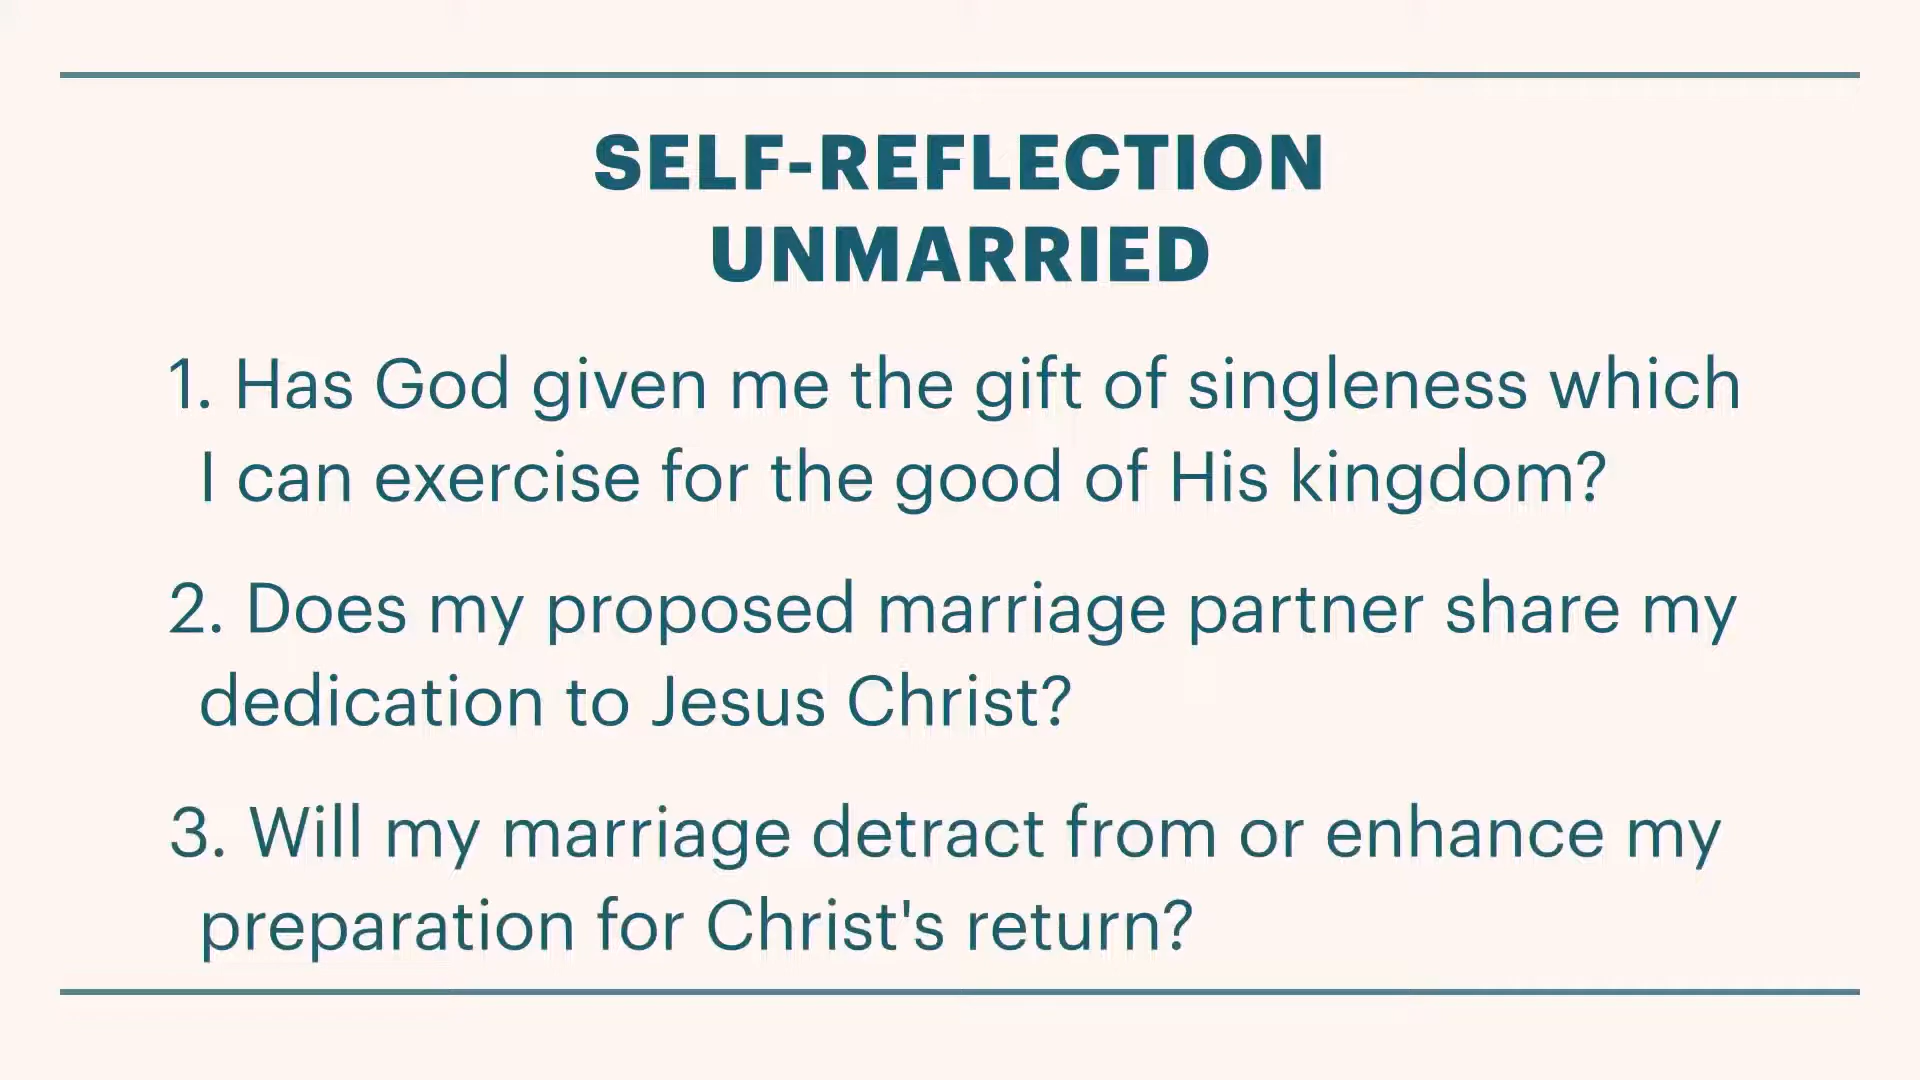 SELF-REFLECTION
UNMARRIED
1. Has God given me the gift of singleness which
I can exercise for the good of His kingdom?
2. Does my proposed marriage partner share my
dedication to Jesus Christ?
3. Will my marriage detract from or enhance my
preparation for Christ's return?